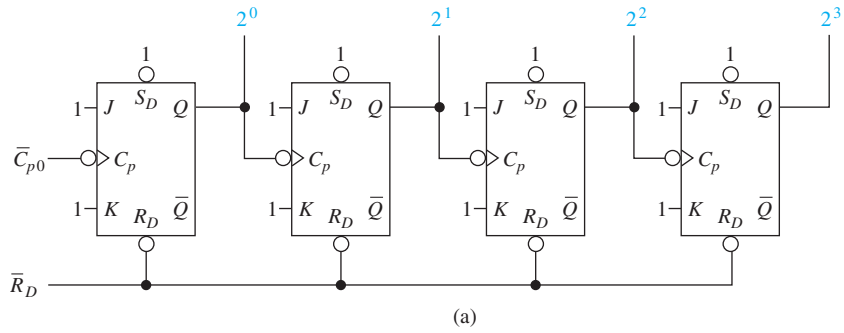 2⁰ 2¹ 2² 2³
1 1 1 1
S_D S_D S_D S_D
1 J Q 1 J Q 1 J Q 1 J Q
C̅_p0 C_p C_p C_p C_p
1 K R_D Q̅ 1 K R_D Q̅ 1 K R_D Q̅ 1 K R_D Q̅
R̅_D
(a)